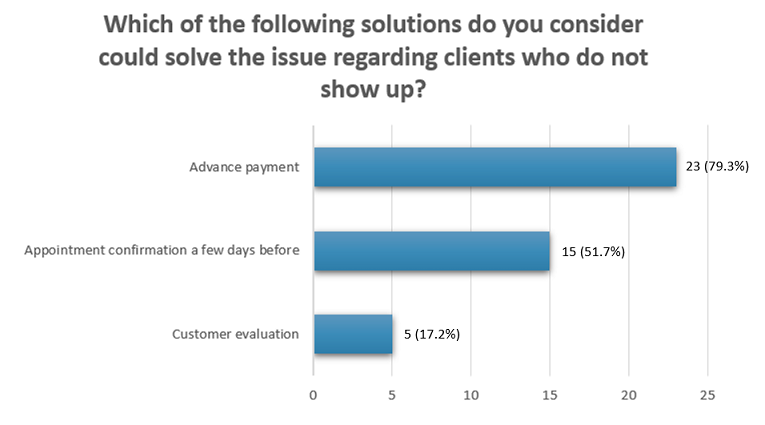 Which of the following solutions do you consider
could solve the issue regarding clients who do not
show up?
Advance payment
23 (79.3%)
Appointment confirmation a few days before
15 (51.7%)
Customer evaluation
5 (17.2%)
0 5 10 15 20 25